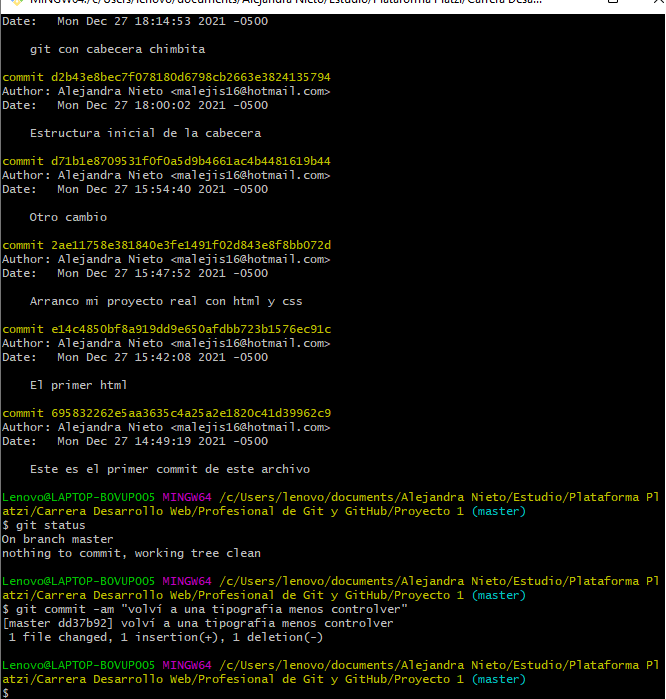 MINGW64:/c/Users/lenovo/documents/Alejandra Nieto/Estudio/Plataforma Platzi/Carrera Desa...
Date:   Mon Dec 27 18:14:53 2021 -0500
git con cabecera chimbita
commit d2b43e8bec7f078180d6798cb2663e3824135794
Author: Alejandra Nieto <malejis16@hotmail.com>
Date:   Mon Dec 27 18:00:02 2021 -0500
Estructura inicial de la cabecera
commit d71b1e8709531f0f0a5d9b4661ac4b4481619b44
Author: Alejandra Nieto <malejis16@hotmail.com>
Date:   Mon Dec 27 15:54:40 2021 -0500
Otro cambio
commit 2ae11758e381840e3fe1491f02d843e8f8bb072d
Author: Alejandra Nieto <malejis16@hotmail.com>
Date:   Mon Dec 27 15:47:52 2021 -0500
Arranco mi proyecto real con html y css
commit e14c4850bf8a919dd9e650afdbb723b1576ec91c
Author: Alejandra Nieto <malejis16@hotmail.com>
Date:   Mon Dec 27 15:42:08 2021 -0500
El primer html
commit 695832262e5aa3635c4a25a2e1820c41d39962c9
Author: Alejandra Nieto <malejis16@hotmail.com>
Date:   Mon Dec 27 14:49:19 2021 -0500
Este es el primer commit de este archivo
Lenovo@LAPTOP-B0VUP005 MINGW64 /c/Users/lenovo/documents/Alejandra Nieto/Estudio/Plataforma Pl
atzi/Carrera Desarrollo Web/Profesional de Git y GitHub/Proyecto 1 (master)
$ git status
On branch master
nothing to commit, working tree clean
Lenovo@LAPTOP-B0VUP005 MINGW64 /c/Users/lenovo/documents/Alejandra Nieto/Estudio/Plataforma Pl
atzi/Carrera Desarrollo Web/Profesional de Git y GitHub/Proyecto 1 (master)
$ git commit -am "volví a una tipografia menos controlver"
[master dd37b92] volví a una tipografia menos controlver
1 file changed, 1 insertion(+), 1 deletion(-)
Lenovo@LAPTOP-B0VUP005 MINGW64 /c/Users/lenovo/documents/Alejandra Nieto/Estudio/Plataforma Pl
atzi/Carrera Desarrollo Web/Profesional de Git y GitHub/Proyecto 1 (master)
$